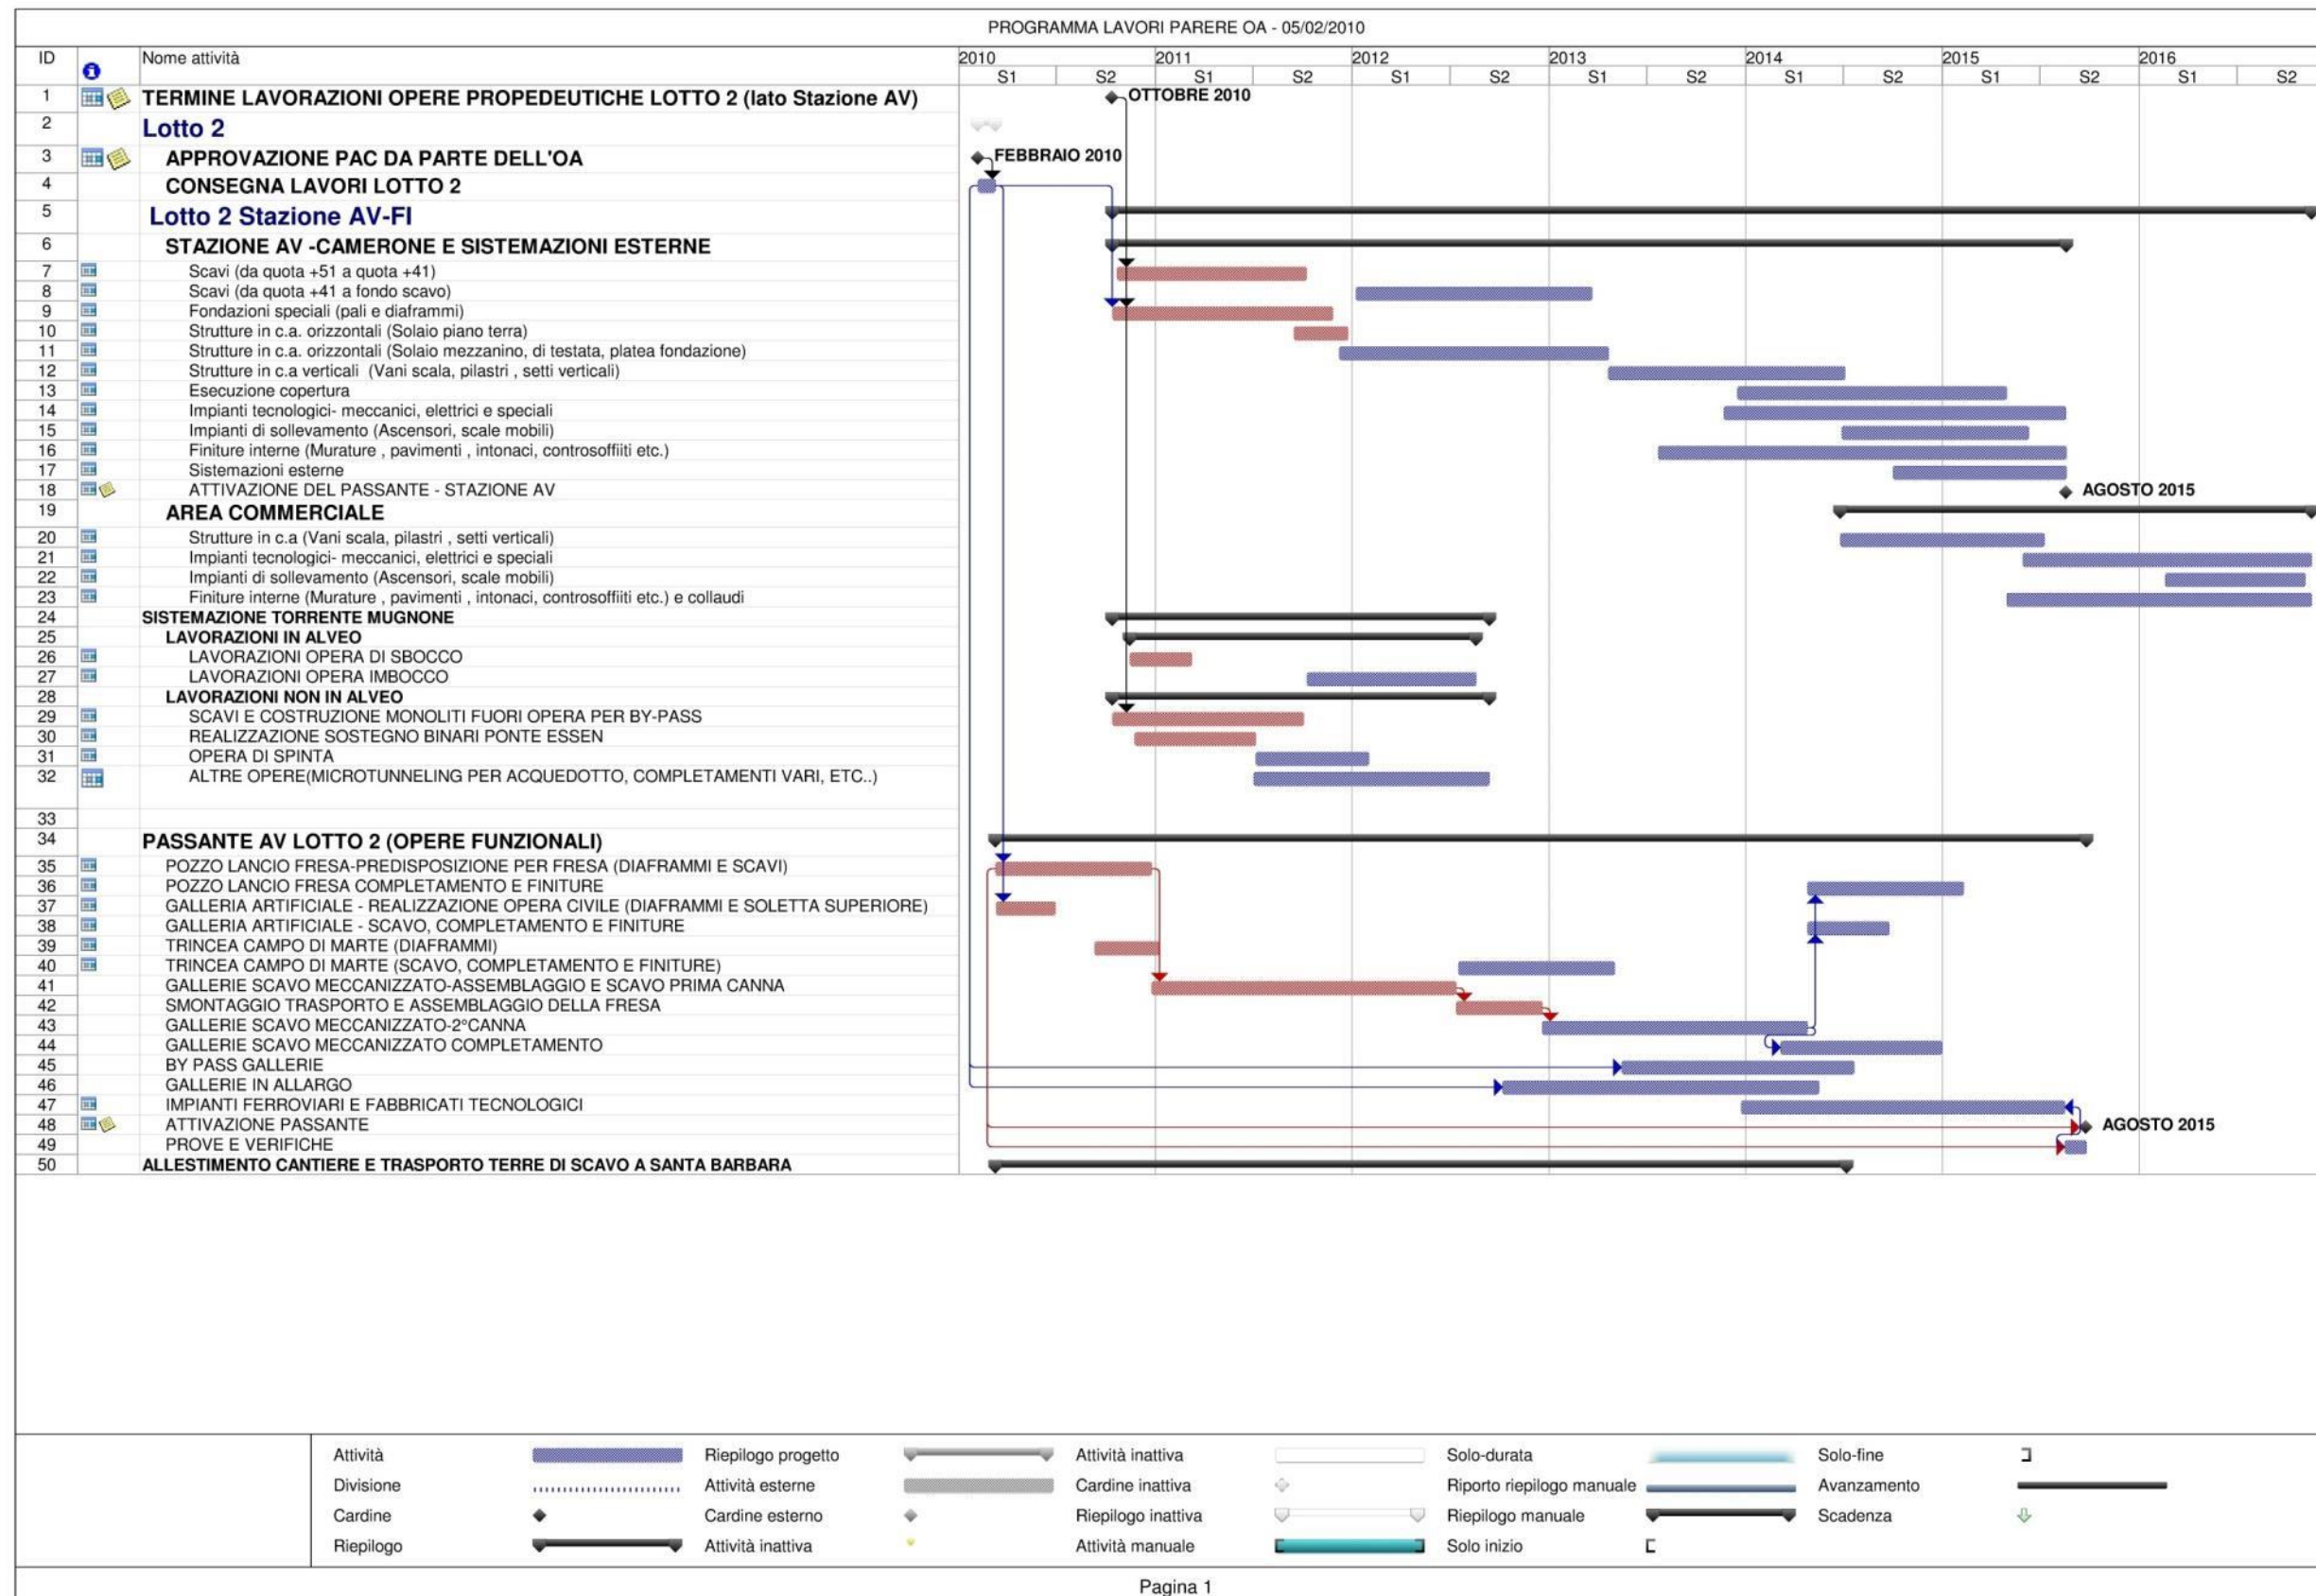 PROGRAMMA LAVORI PARERE OA - 05/02/2010
ID Nome attività 2010 2011 2012 2013 2014 2015 2016
S1 S2 S1 S2 S1 S2 S1 S2 S1 S2 S1 S2 S1 S2
1 TERMINE LAVORAZIONI OPERE PROPEDEUTICHE LOTTO 2 (lato Stazione AV) OTTOBRE 2010
2 Lotto 2
3 APPROVAZIONE PAC DA PARTE DELL'OA FEBBRAIO 2010
4 CONSEGNA LAVORI LOTTO 2
5 Lotto 2 Stazione AV-FI
6 STAZIONE AV -CAMERONE E SISTEMAZIONI ESTERNE
7 Scavi (da quota +51 a quota +41)
8 Scavi (da quota +41 a fondo scavo)
9 Fondazioni speciali (pali e diaframmi)
10 Strutture in c.a. orizzontali (Solaio piano terra)
11 Strutture in c.a. orizzontali (Solaio mezzanino, di testata, platea fondazione)
12 Strutture in c.a verticali (Vani scala, pilastri , setti verticali)
13 Esecuzione copertura
14 Impianti tecnologici- meccanici, elettrici e speciali
15 Impianti di sollevamento (Ascensori, scale mobili)
16 Finiture interne (Murature , pavimenti , intonaci, controsoffiiti etc.)
17 Sistemazioni esterne
18 ATTIVAZIONE DEL PASSANTE - STAZIONE AV AGOSTO 2015
19 AREA COMMERCIALE
20 Strutture in c.a (Vani scala, pilastri , setti verticali)
21 Impianti tecnologici- meccanici, elettrici e speciali
22 Impianti di sollevamento (Ascensori, scale mobili)
23 Finiture interne (Murature , pavimenti , intonaci, controsoffiiti etc.) e collaudi
24 SISTEMAZIONE TORRENTE MUGNONE
25 LAVORAZIONI IN ALVEO
26 LAVORAZIONI OPERA DI SBOCCO
27 LAVORAZIONI OPERA IMBOCCO
28 LAVORAZIONI NON IN ALVEO
29 SCAVI E COSTRUZIONE MONOLITI FUORI OPERA PER BY-PASS
30 REALIZZAZIONE SOSTEGNO BINARI PONTE ESSEN
31 OPERA DI SPINTA
32 ALTRE OPERE(MICROTUNNELING PER ACQUEDOTTO, COMPLETAMENTI VARI, ETC..)
33
34 PASSANTE AV LOTTO 2 (OPERE FUNZIONALI)
35 POZZO LANCIO FRESA-PREDISPOSIZIONE PER FRESA (DIAFRAMMI E SCAVI)
36 POZZO LANCIO FRESA COMPLETAMENTO E FINITURE
37 GALLERIA ARTIFICIALE - REALIZZAZIONE OPERA CIVILE (DIAFRAMMI E SOLETTA SUPERIORE)
38 GALLERIA ARTIFICIALE - SCAVO, COMPLETAMENTO E FINITURE
39 TRINCEA CAMPO DI MARTE (DIAFRAMMI)
40 TRINCEA CAMPO DI MARTE (SCAVO, COMPLETAMENTO E FINITURE)
41 GALLERIE SCAVO MECCANIZZATO-ASSEMBLAGGIO E SCAVO PRIMA CANNA
42 SMONTAGGIO TRASPORTO E ASSEMBLAGGIO DELLA FRESA
43 GALLERIE SCAVO MECCANIZZATO-2°CANNA
44 GALLERIE SCAVO MECCANIZZATO COMPLETAMENTO
45 BY PASS GALLERIE
46 GALLERIE IN ALLARGO
47 IMPIANTI FERROVIARI E FABBRICATI TECNOLOGICI
48 ATTIVAZIONE PASSANTE AGOSTO 2015
49 PROVE E VERIFICHE
50 ALLESTIMENTO CANTIERE E TRASPORTO TERRE DI SCAVO A SANTA BARBARA
Attività Riepilogo progetto Attività inattiva Solo-durata Solo-fine
Divisione Attività esterne Cardine inattiva Riporto riepilogo manuale Avanzamento
Cardine Cardine esterno Riepilogo inattiva Riepilogo manuale Scadenza
Riepilogo Attività inattiva Attività manuale Solo inizio
Pagina 1